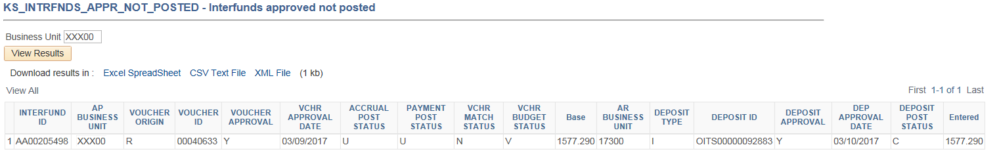 KS_INTRFNDS_APPR_NOT_POSTED - Interfunds approved not posted
Business Unit XXX00
View Results
Download results in : Excel SpreadSheet CSV Text File XML File (1 kb)
View All First 1-1 of 1 Last
INTERFUND ID AP BUSINESS UNIT VOUCHER ORIGIN VOUCHER ID VOUCHER APPROVAL VCHR APPROVAL DATE ACCRUAL POST STATUS PAYMENT POST STATUS VCHR MATCH STATUS VCHR BUDGET STATUS Base AR BUSINESS UNIT DEPOSIT TYPE DEPOSIT ID DEPOSIT APPROVAL DEP APPROVAL DATE DEPOSIT POST STATUS Entered
1 AA00205498 XXX00 R 00040633 Y 03/09/2017 U U N V 1577.290 17300 I OITS00000092883 Y 03/10/2017 C 1577.290